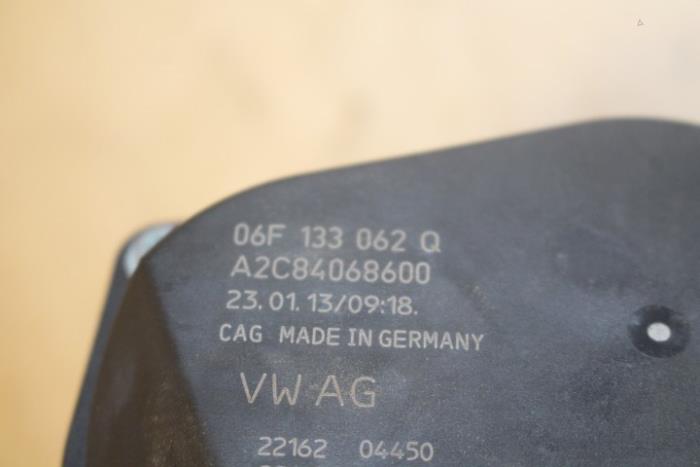 06F 133 062 Q
A2C84068600
23.01.13/09:18.
CAG MADE IN GERMANY
VW AG
22162 04450